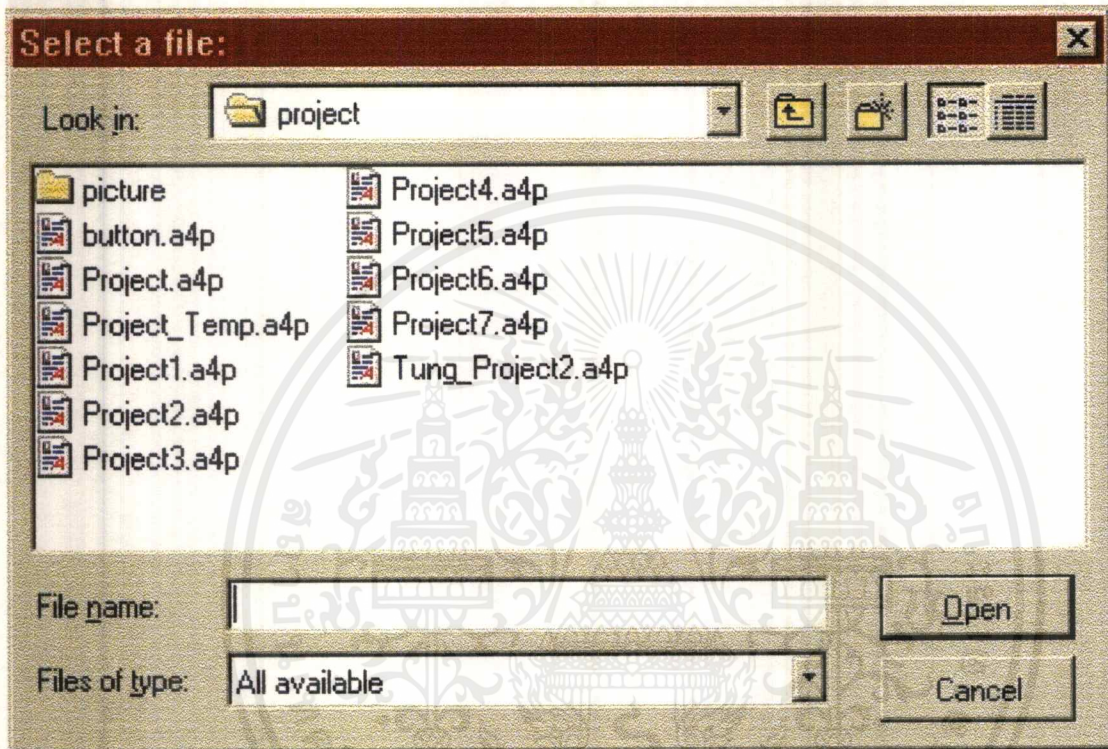 Select a file:
Look in: project
picture
button.a4p
Project.a4p
Project_Temp.a4p
Project1.a4p
Project2.a4p
Project3.a4p
Project4.a4p
Project5.a4p
Project6.a4p
Project7.a4p
Tung_Project2.a4p
File name: Open
Files of type: All available Cancel